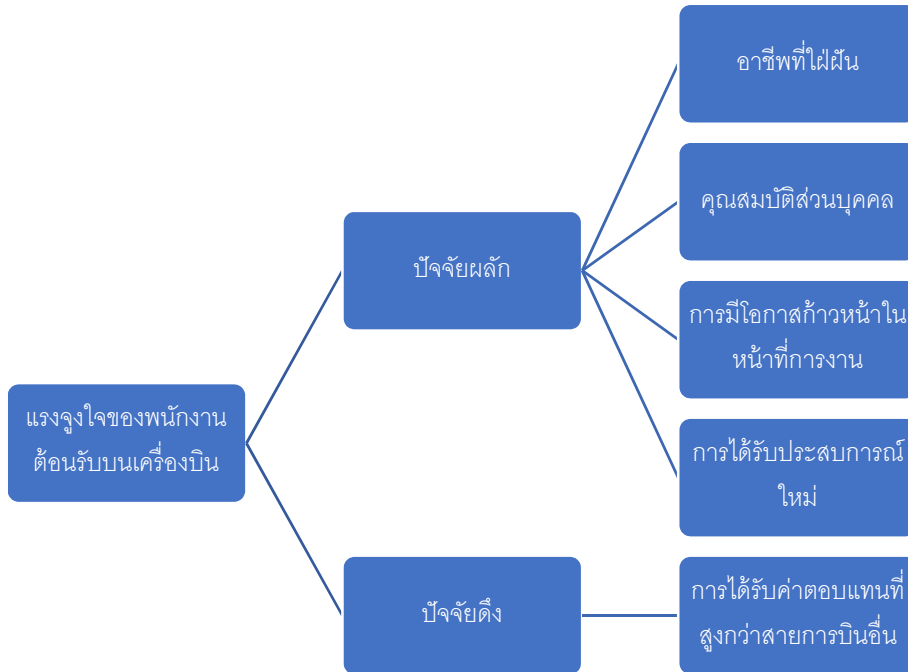 อาชีพที่ใฝ่ฝัน
คุณสมบัติส่วนบุคคล
ปัจจัยผลัก
การมีโอกาสก้าวหน้าใน
หน้าที่การงาน
แรงจูงใจของพนักงาน
ต้อนรับบนเครื่องบิน
การได้รับประสบการณ์
ใหม่
ปัจจัยดึง
การได้รับค่าตอบแทนที่
สูงกว่าสายการบินอื่น